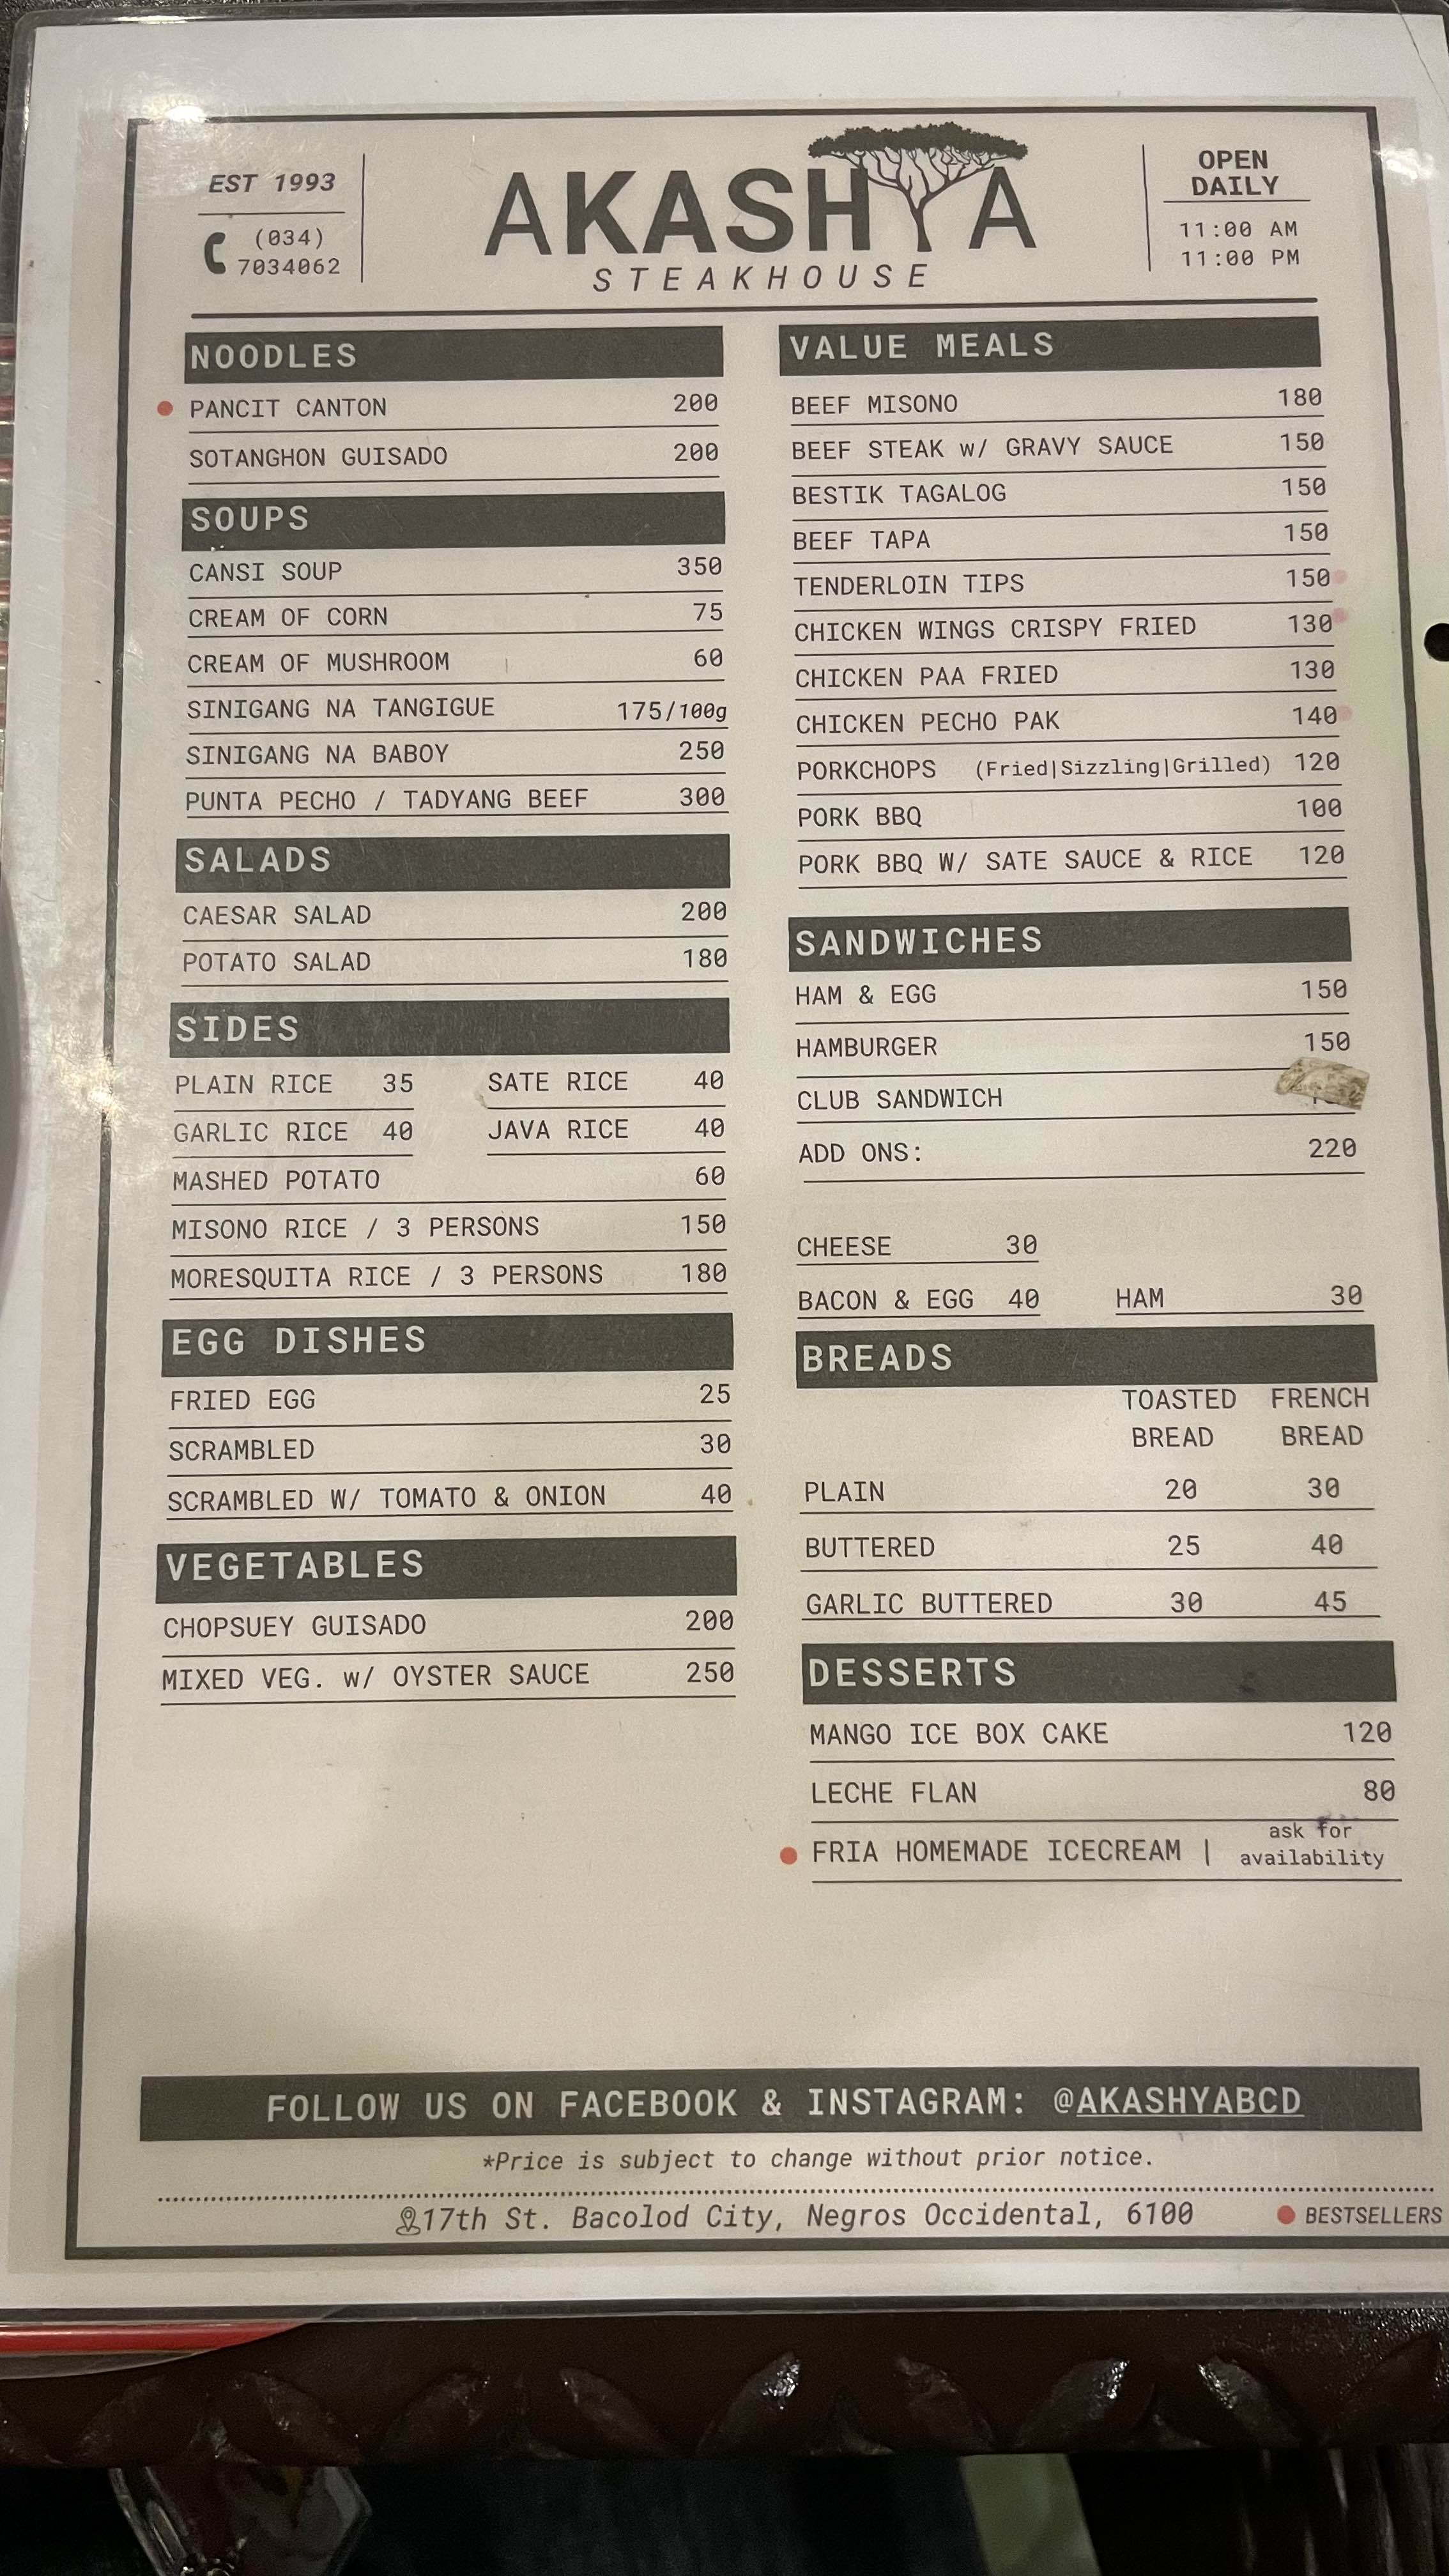 EST 1993
(034)
7034062
AKASHYA
STEAKHOUSE
OPEN
DAILY
11:00 AM
11:00 PM
NOODLES
PANCIT CANTON 200
SOTANGHON GUISADO 200
SOUPS
CANSI SOUP 350
CREAM OF CORN 75
CREAM OF MUSHROOM 60
SINIGANG NA TANGIGUE 175/100g
SINIGANG NA BABOY 250
PUNTA PECHO / TADYANG BEEF 300
SALADS
CAESAR SALAD 200
POTATO SALAD 180
SIDES
PLAIN RICE 35 SATE RICE 40
GARLIC RICE 40 JAVA RICE 40
MASHED POTATO 60
MISONO RICE / 3 PERSONS 150
MORESQUITA RICE / 3 PERSONS 180
EGG DISHES
FRIED EGG 25
SCRAMBLED 30
SCRAMBLED W/ TOMATO & ONION 40
VEGETABLES
CHOPSUEY GUISADO 200
MIXED VEG. w/ OYSTER SAUCE 250
VALUE MEALS
BEEF MISONO 180
BEEF STEAK w/ GRAVY SAUCE 150
BESTIK TAGALOG 150
BEEF TAPA 150
TENDERLOIN TIPS 150
CHICKEN WINGS CRISPY FRIED 130
CHICKEN PAA FRIED 130
CHICKEN PECHO PAK 140
PORKCHOPS (Fried|Sizzling|Grilled) 120
PORK BBQ 100
PORK BBQ W/ SATE SAUCE & RICE 120
SANDWICHES
HAM & EGG 150
HAMBURGER 150
CLUB SANDWICH
ADD ONS: 220
CHEESE 30
BACON & EGG 40 HAM 30
BREADS
TOASTED FRENCH
BREAD BREAD
PLAIN 20 30
BUTTERED 25 40
GARLIC BUTTERED 30 45
DESSERTS
MANGO ICE BOX CAKE 120
LECHE FLAN 80
FRIA HOMEMADE ICECREAM | ask for
availability
FOLLOW US ON FACEBOOK & INSTAGRAM: @AKASHYABCD
*Price is subject to change without prior notice.
17th St. Bacolod City, Negros Occidental, 6100
BESTSELLERS